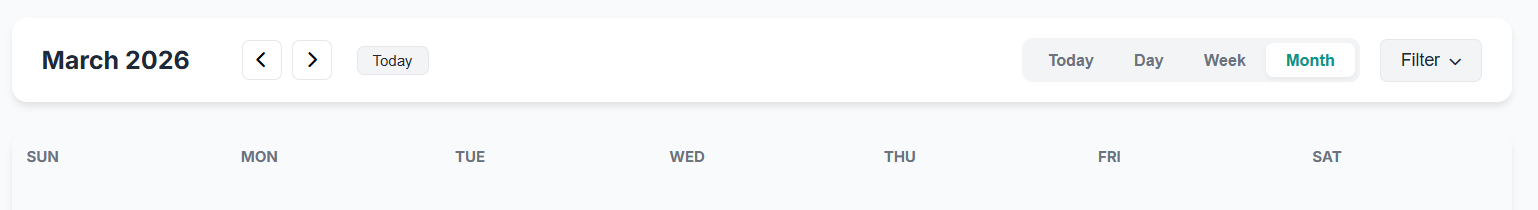 March 2026 Today Today Day Week Month Filter
SUN MON TUE WED THU FRI SAT